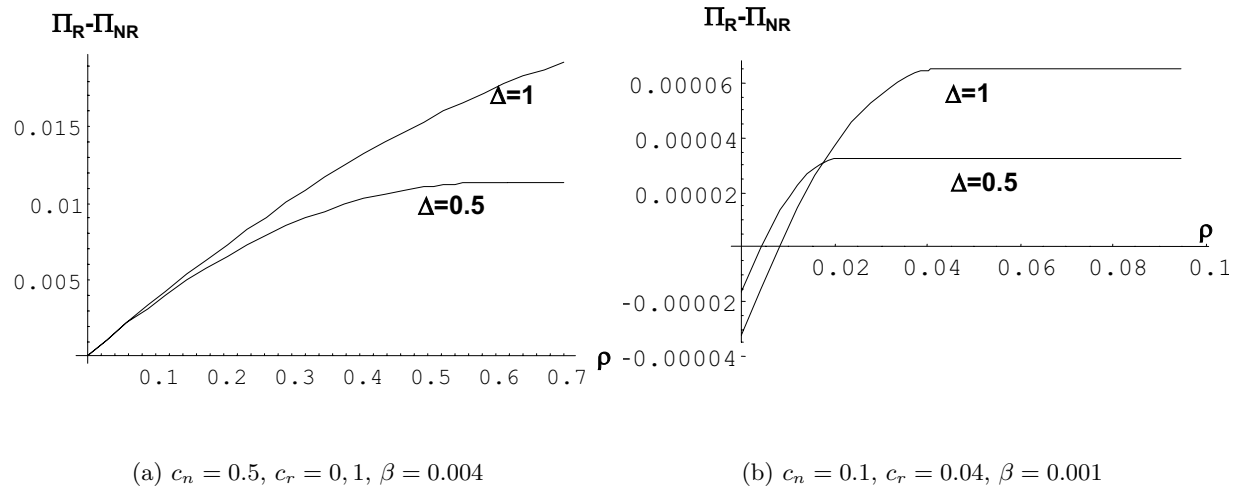 Π_R-Π_NR
0.015
0.01
0.005
Δ=1
Δ=0.5
ρ
0.1 0.2 0.3 0.4 0.5 0.6 0.7
(a) c_n = 0.5, c_r = 0,1, β = 0.004
Π_R-Π_NR
0.00006
0.00004
0.00002
-0.00002
-0.00004
Δ=1
Δ=0.5
ρ
0.02 0.04 0.06 0.08 0.1
(b) c_n = 0.1, c_r = 0.04, β = 0.001